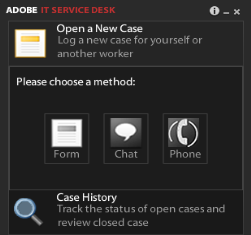 ADOBE IT SERVICE DESK
Open a New Case
Log a new case for yourself or
another worker
Please choose a method:
Form Chat Phone
Case History
Track the status of open cases and
review closed case